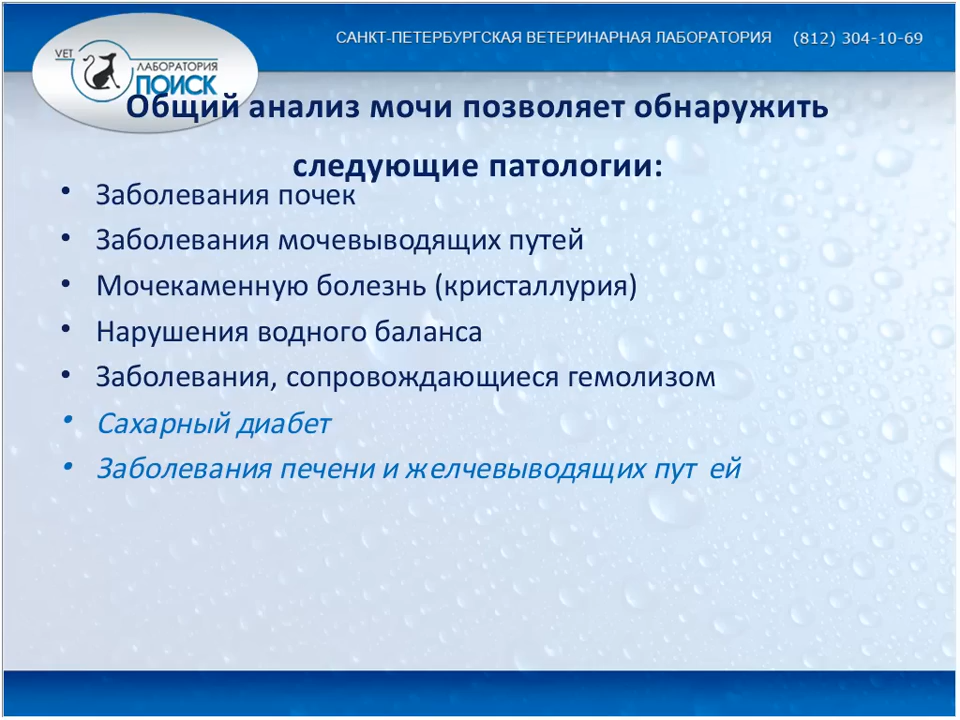 САНКТ-ПЕТЕРБУРГСКАЯ ВЕТЕРИНАРНАЯ ЛАБОРАТОРИЯ (812) 304-10-69
VET
ЛАБОРАТОРИЯ
ПОИСК
Общий анализ мочи позволяет обнаружить
следующие патологии:
• Заболевания почек
• Заболевания мочевыводящих путей
• Мочекаменную болезнь (кристаллурия)
• Нарушения водного баланса
• Заболевания, сопровождающиеся гемолизом
• Сахарный диабет
• Заболевания печени и желчевыводящих пут ей